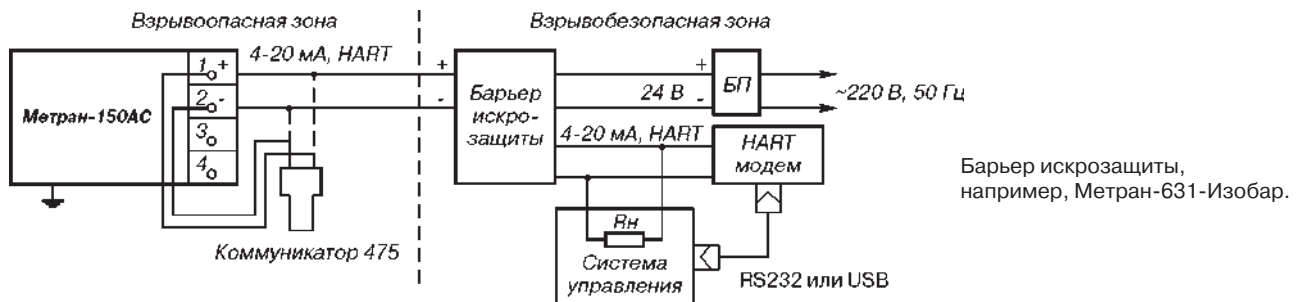 Взрывоопасная зона
Взрывобезопасная зона
4-20 мА, HART
Метран-150АС
1 +
2 -
3
4
+
-
Барьер
искро-
защиты
24 В
+
-
БП
~220 В, 50 Гц
4-20 мА, HART
HART
модем
Барьер искрозащиты,
например, Метран-631-Изобар.
Коммуникатор 475
Rн
Система
управления
RS232 или USB